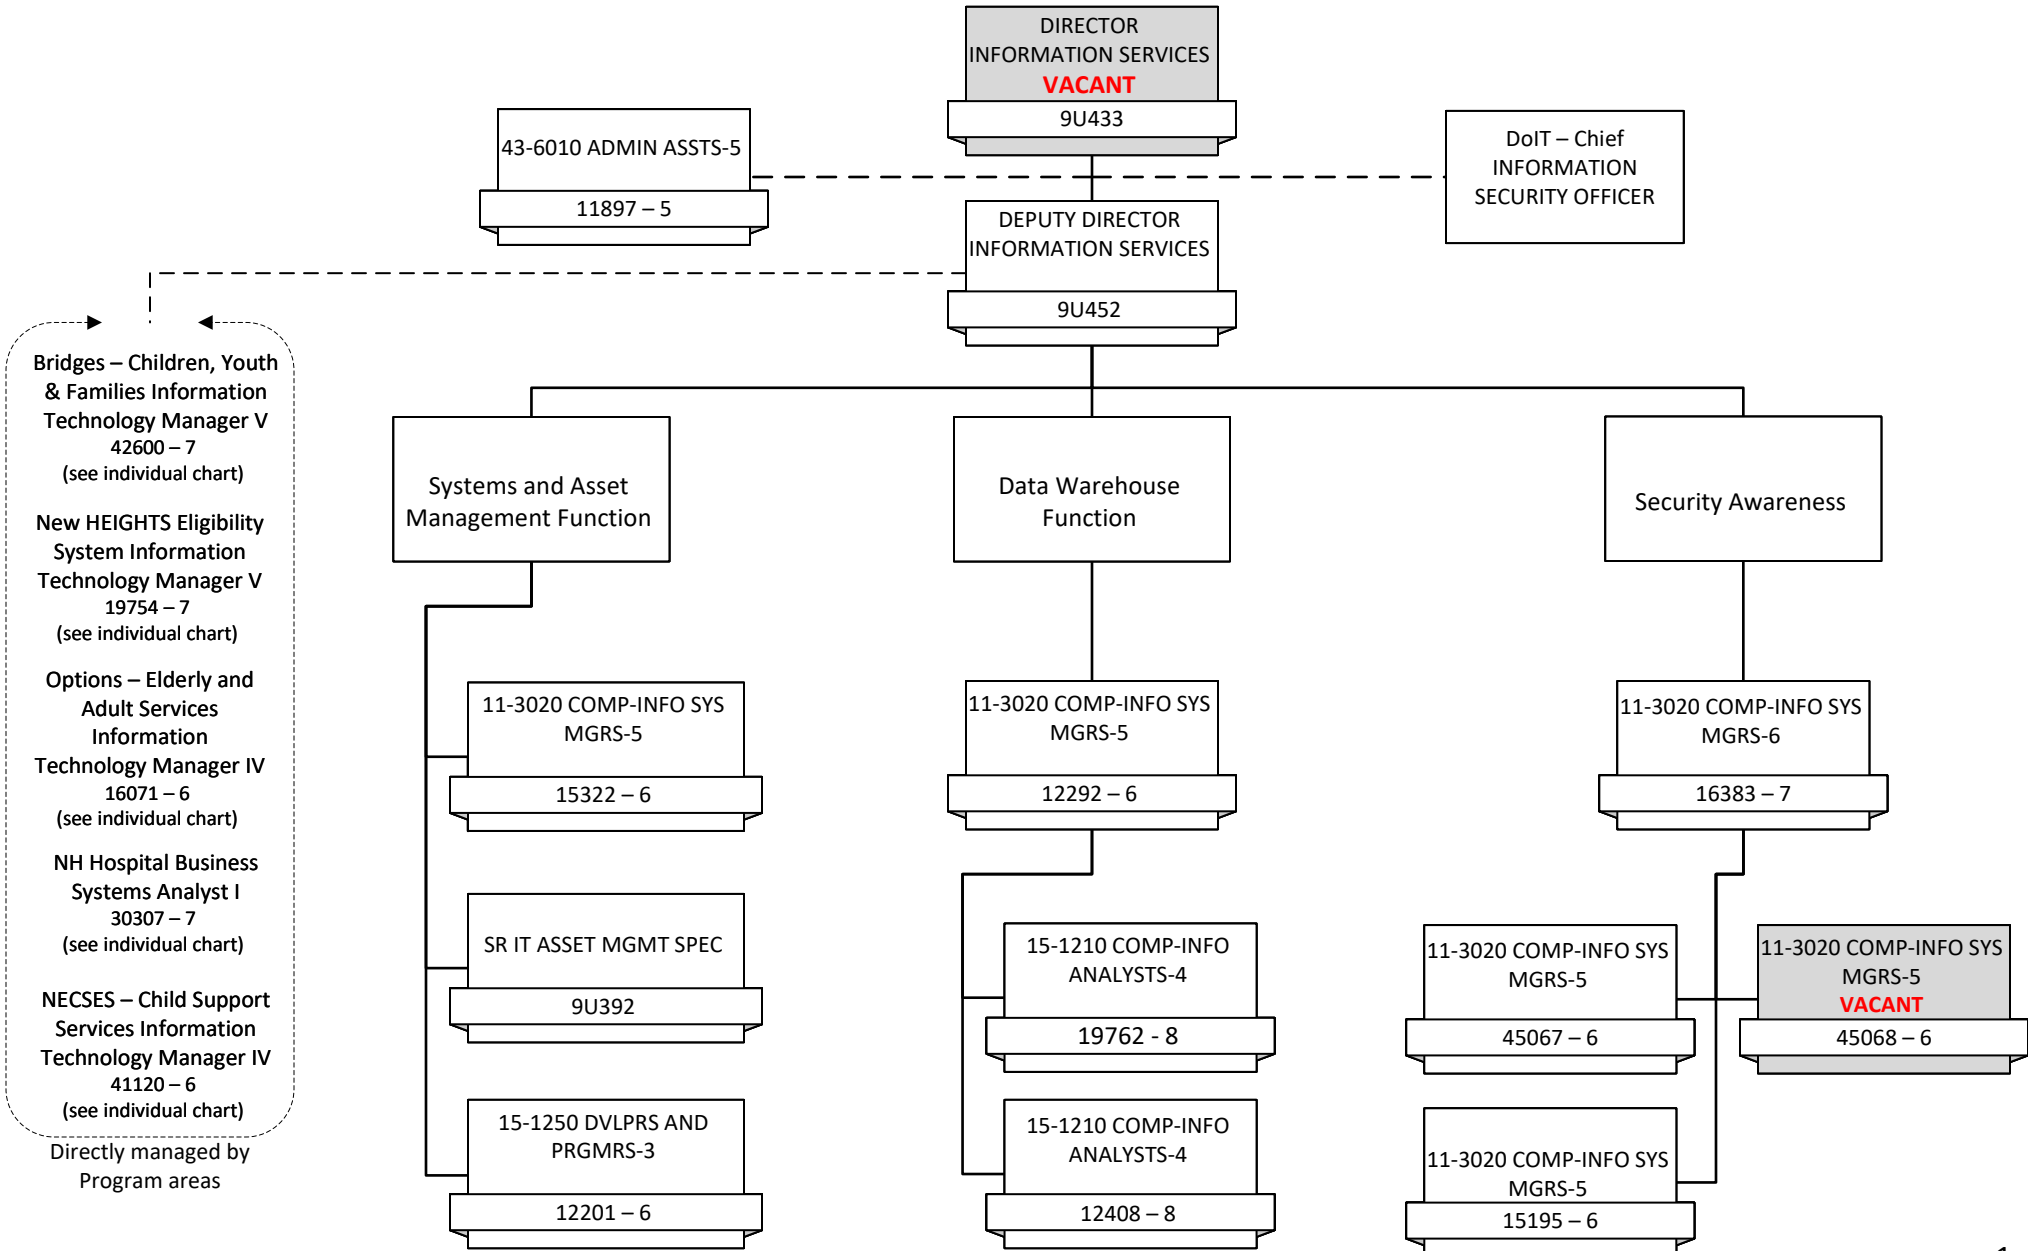 DIRECTOR
INFORMATION SERVICES
VACANT
9U433
43-6010 ADMIN ASSTS-5
11897 – 5
DoIT – Chief
INFORMATION
SECURITY OFFICER
DEPUTY DIRECTOR
INFORMATION SERVICES
9U452
Bridges – Children, Youth
& Families Information
Technology Manager V
42600 – 7
(see individual chart)
New HEIGHTS Eligibility
System Information
Technology Manager V
19754 – 7
(see individual chart)
Options – Elderly and
Adult Services
Information
Technology Manager IV
16071 – 6
(see individual chart)
NH Hospital Business
Systems Analyst I
30307 – 7
(see individual chart)
NECSES – Child Support
Services Information
Technology Manager IV
41120 – 6
(see individual chart)
Directly managed by
Program areas
Systems and Asset
Management Function
11-3020 COMP-INFO SYS
MGRS-5
15322 – 6
SR IT ASSET MGMT SPEC
9U392
15-1250 DVLPRS AND
PRGMRS-3
12201 – 6
Data Warehouse
Function
11-3020 COMP-INFO SYS
MGRS-5
12292 – 6
15-1210 COMP-INFO
ANALYSTS-4
19762 - 8
15-1210 COMP-INFO
ANALYSTS-4
12408 – 8
Security Awareness
11-3020 COMP-INFO SYS
MGRS-6
16383 – 7
11-3020 COMP-INFO SYS
MGRS-5
45067 – 6
11-3020 COMP-INFO SYS
MGRS-5
VACANT
45068 – 6
11-3020 COMP-INFO SYS
MGRS-5
15195 – 6